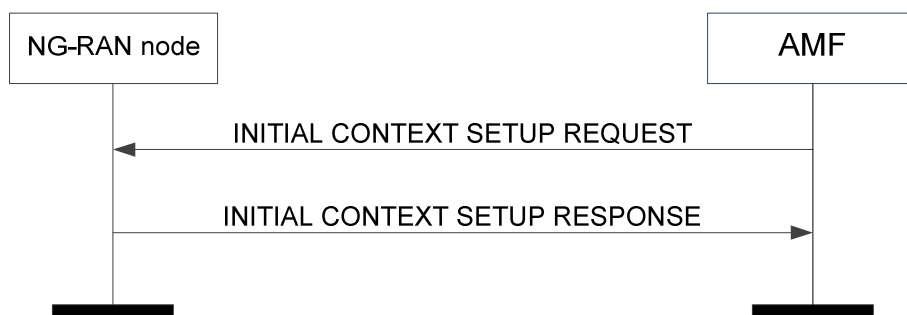 NG-RAN node
AMF
INITIAL CONTEXT SETUP REQUEST
INITIAL CONTEXT SETUP RESPONSE